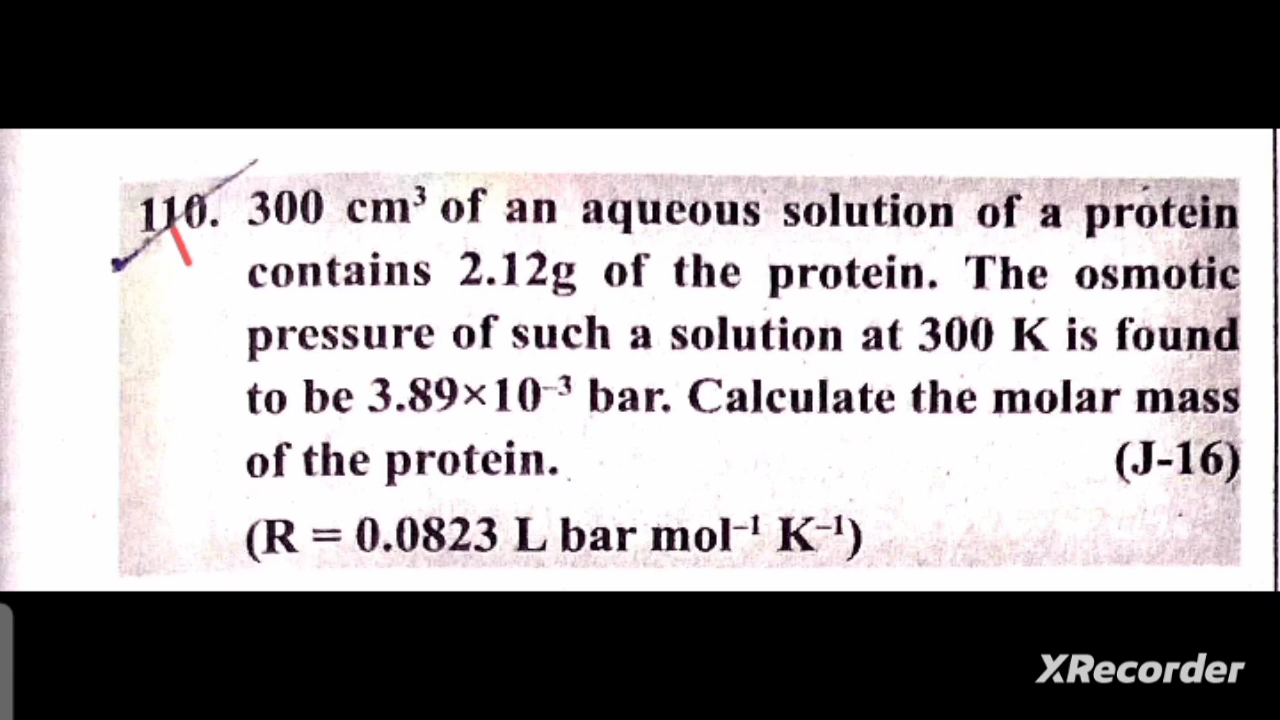 110. 300 cm³ of an aqueous solution of a protein
contains 2.12g of the protein. The osmotic
pressure of such a solution at 300 K is found
to be 3.89×10⁻³ bar. Calculate the molar mass
of the protein. (J-16)
(R = 0.0823 L bar mol⁻¹ K⁻¹)
XRecorder